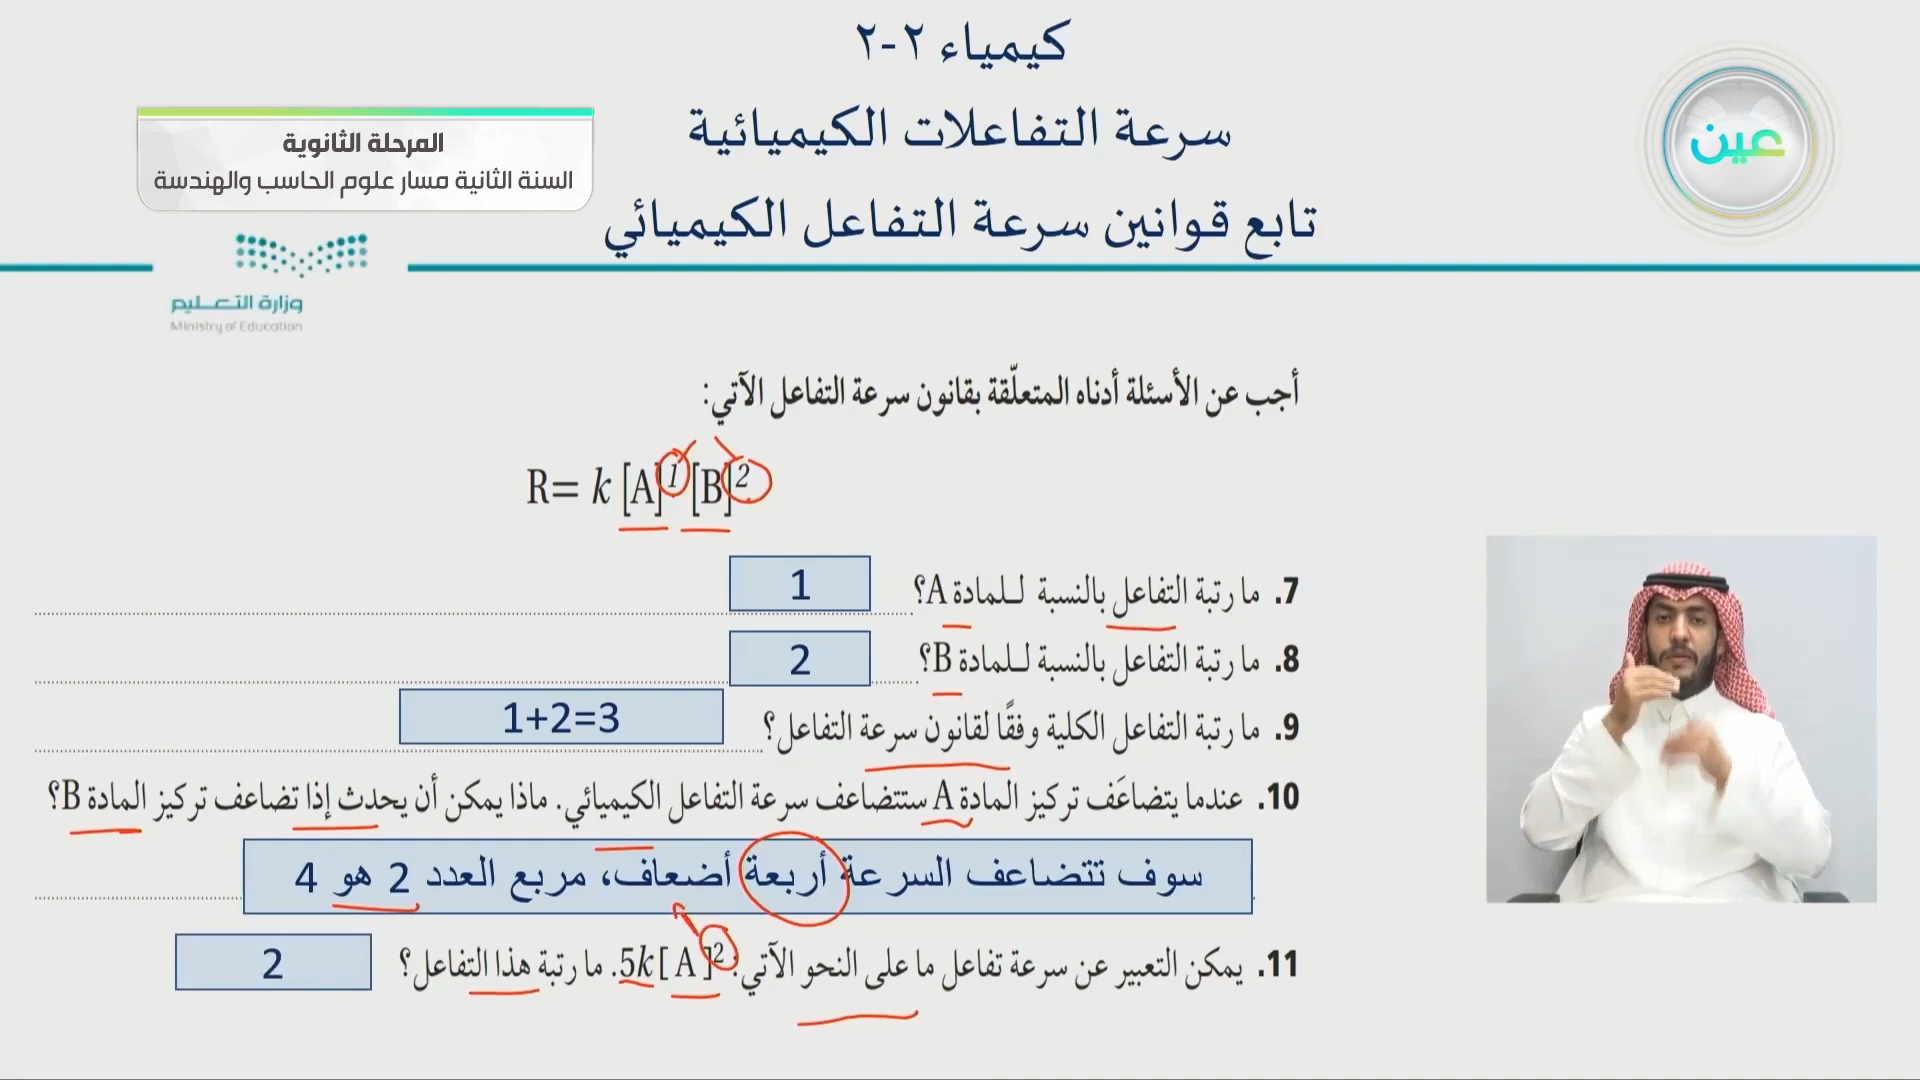 كيمياء ٢-٢
سرعة التفاعلات الكيميائية
تابع قوانين سرعة التفاعل الكيميائي
عين
المرحلة الثانوية
السنة الثانية مسار علوم الحاسب والهندسة
وزارة التعليم
Ministry of Education
أجب عن الأسئلة أدناه المتعلّقة بقانون سرعة التفاعل الآتي:
R= k [A]¹ [B]²
7. ما رتبة التفاعل بالنسبة للمادة A؟ 1
8. ما رتبة التفاعل بالنسبة للمادة B؟ 2
9. ما رتبة التفاعل الكلية وفقًا لقانون سرعة التفاعل؟ 1+2=3
10. عندما يتضاعَف تركيز المادة A ستتضاعف سرعة التفاعل الكيميائي. ماذا يمكن أن يحدث إذا تضاعف تركيز المادة B؟
سوف تتضاعف السرعة أربعة أضعاف، مربع العدد 2 هو 4
11. يمكن التعبير عن سرعة تفاعل ما على النحو الآتي: 5k[A]². ما رتبة هذا التفاعل؟ 2